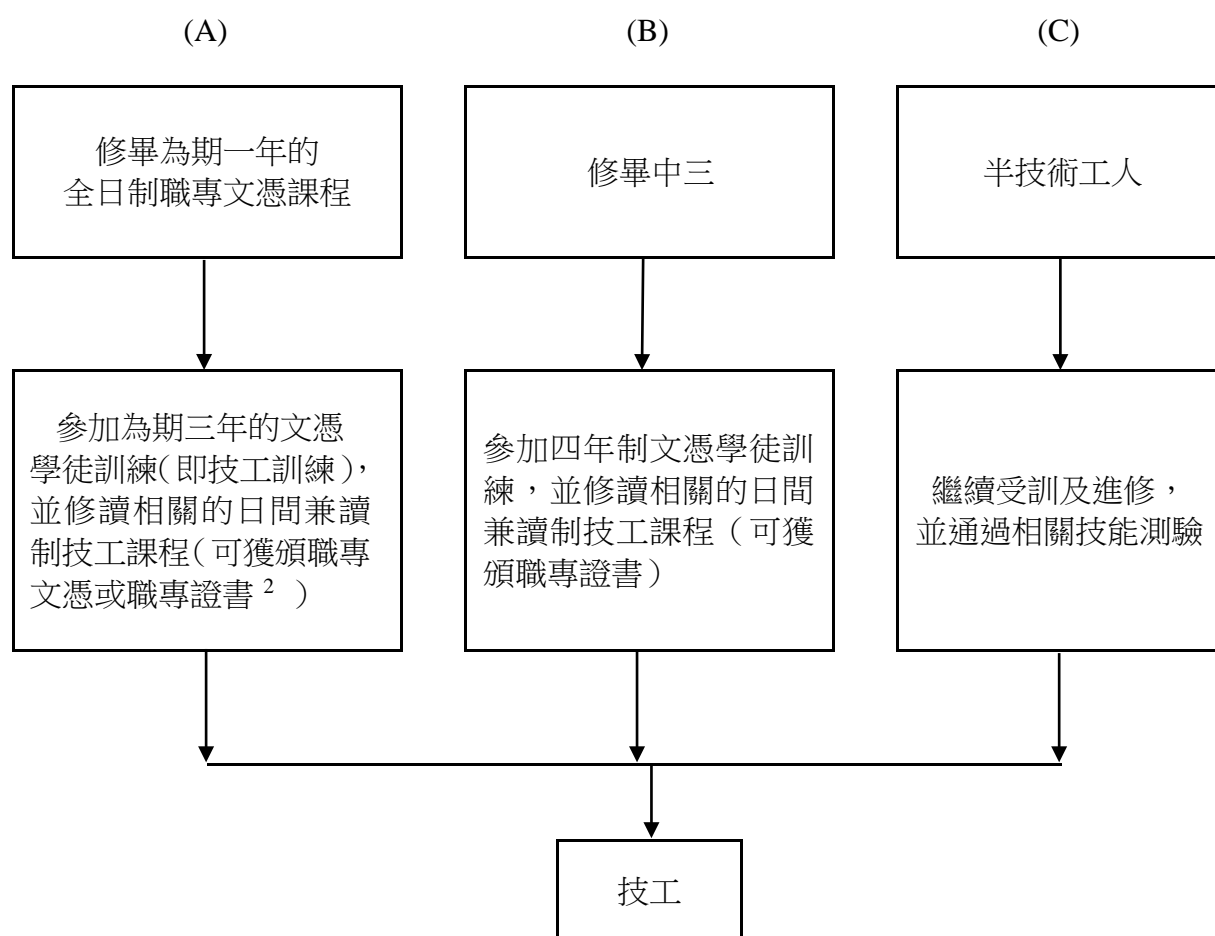 (A)
(B)
(C)
修畢為期一年的
全日制職專文憑課程
修畢中三
半技術工人
參加為期三年的文憑
學徒訓練(即技工訓練),
並修讀相關的日間兼讀
制技工課程(可獲頒職專
文憑或職專證書 2 )
參加四年制文憑學徒訓
練，並修讀相關的日間
兼讀制技工課程（可獲
頒職專證書）
繼續受訓及進修，
並通過相關技能測驗
技工